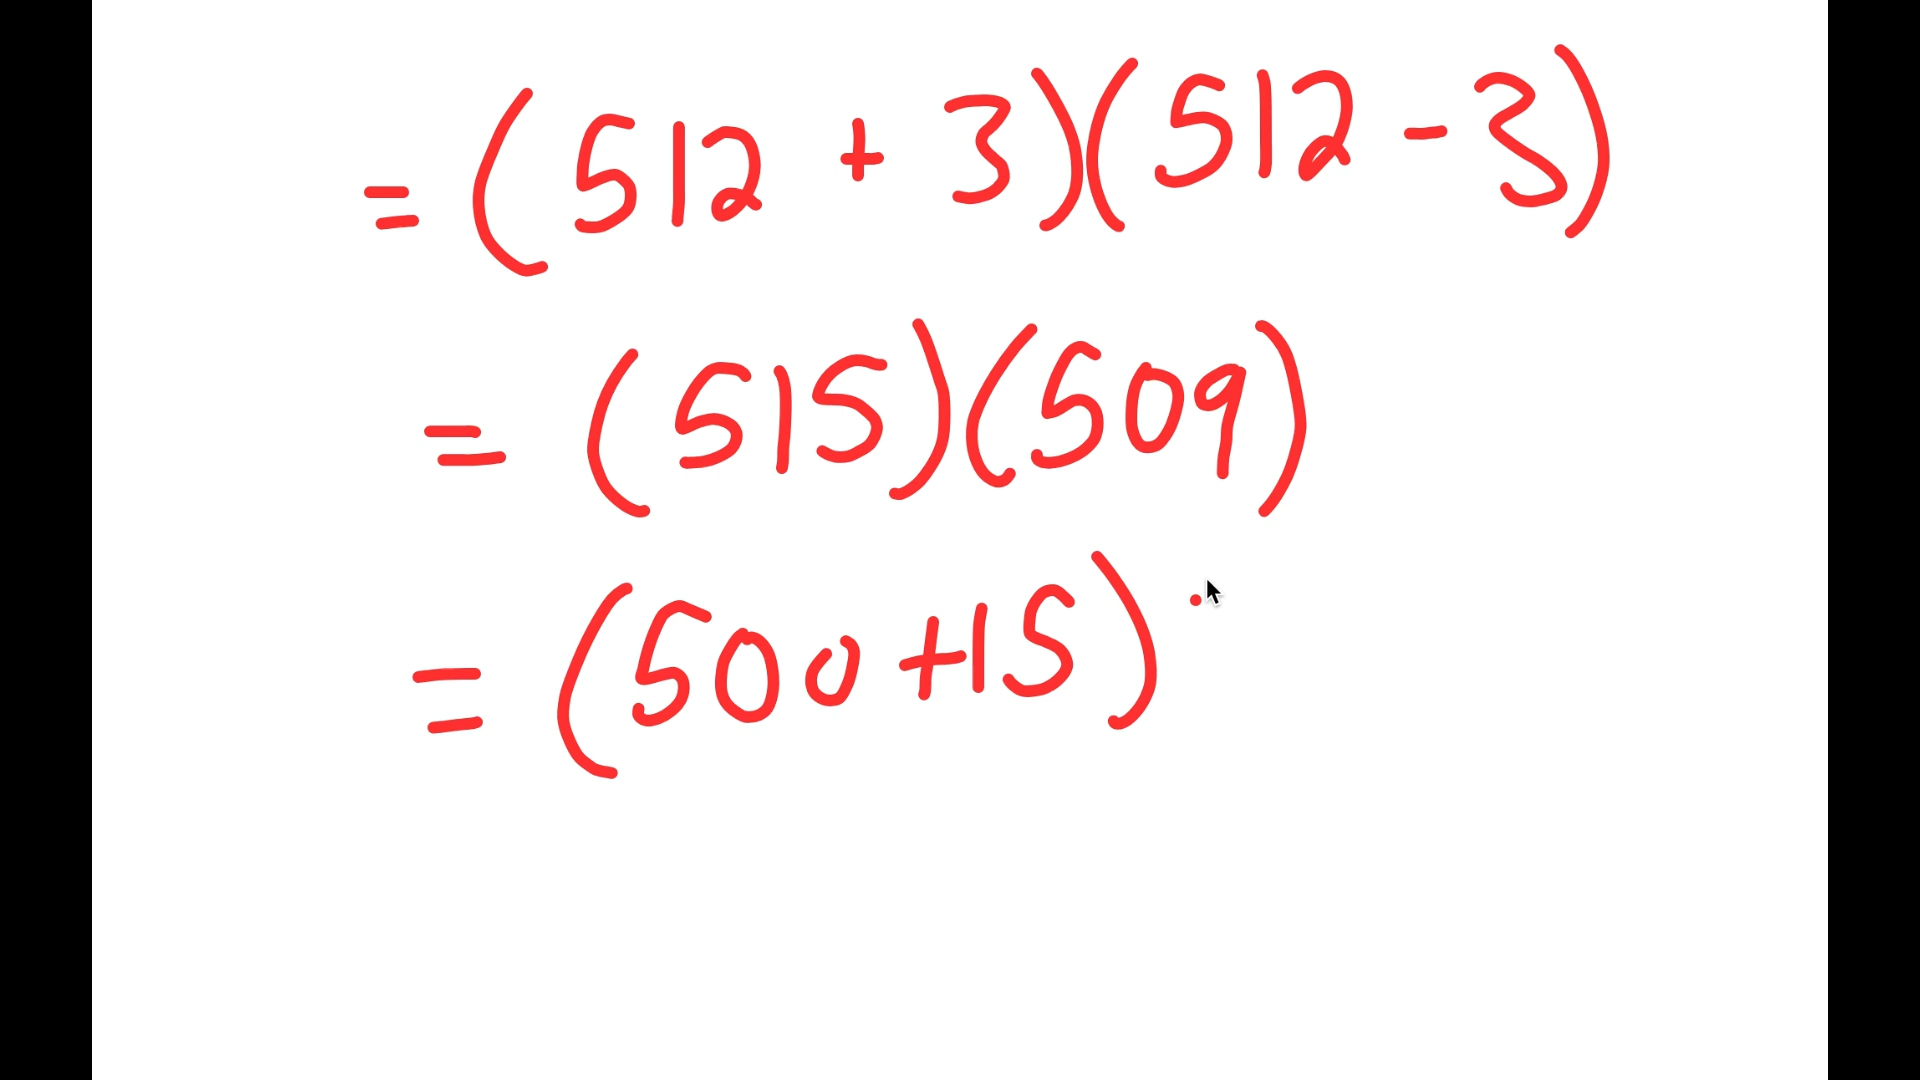 = (512 + 3)(512 - 3)
= (515)(509)
= (500+15)